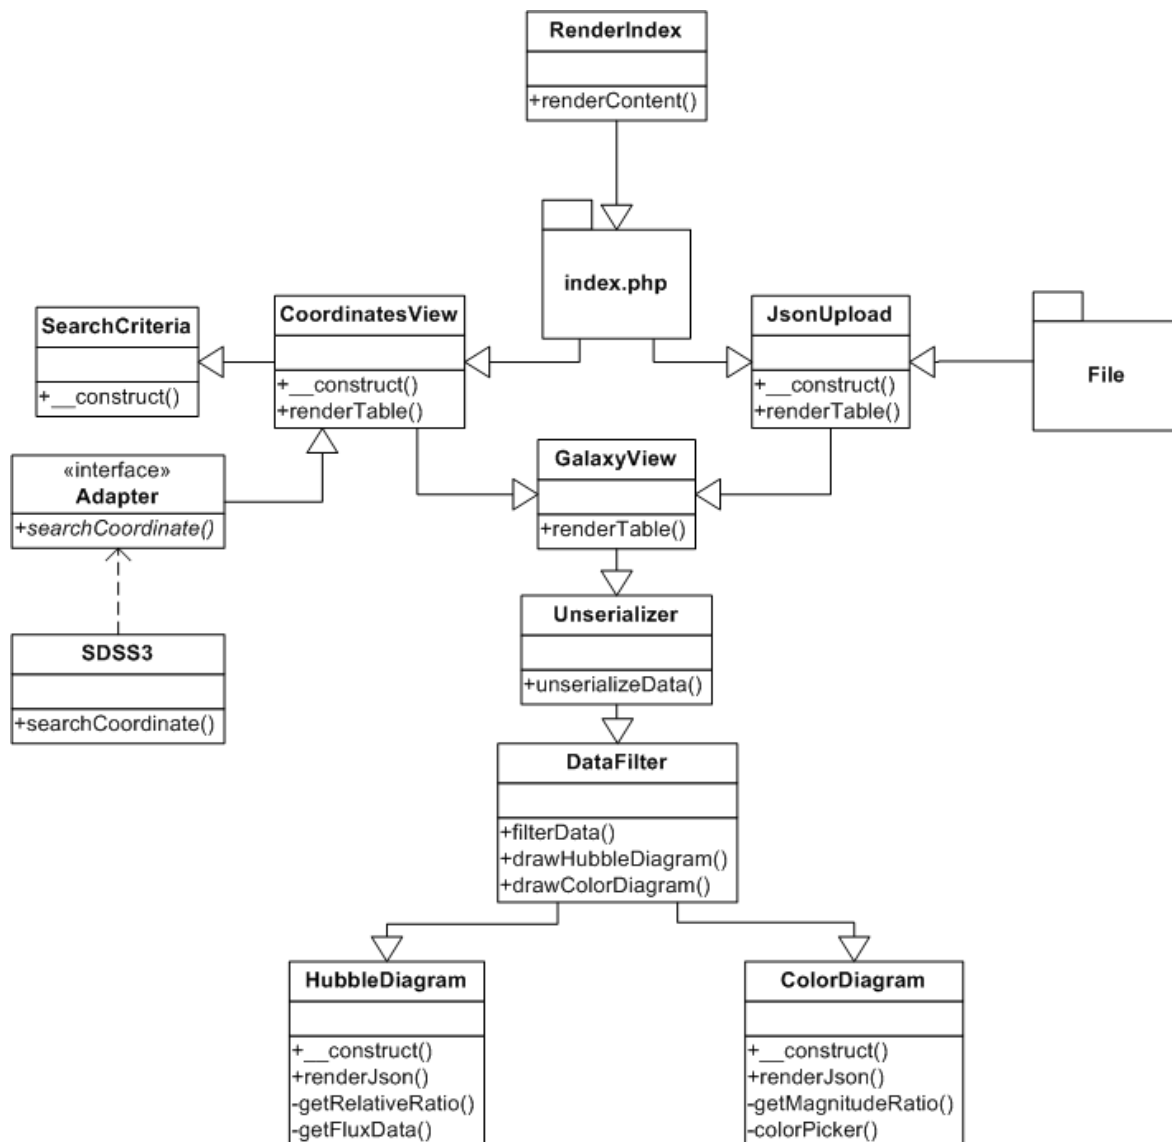 RenderIndex
+renderContent()
index.php
SearchCriteria
+__construct()
CoordinatesView
+__construct()
+renderTable()
JsonUpload
+__construct()
+renderTable()
File
«interface»
Adapter
+searchCoordinate()
GalaxyView
+renderTable()
SDSS3
+searchCoordinate()
Unserializer
+unserializeData()
DataFilter
+filterData()
+drawHubbleDiagram()
+drawColorDiagram()
HubbleDiagram
+__construct()
+renderJson()
-getRelativeRatio()
-getFluxData()
ColorDiagram
+__construct()
+renderJson()
-getMagnitudeRatio()
-colorPicker()